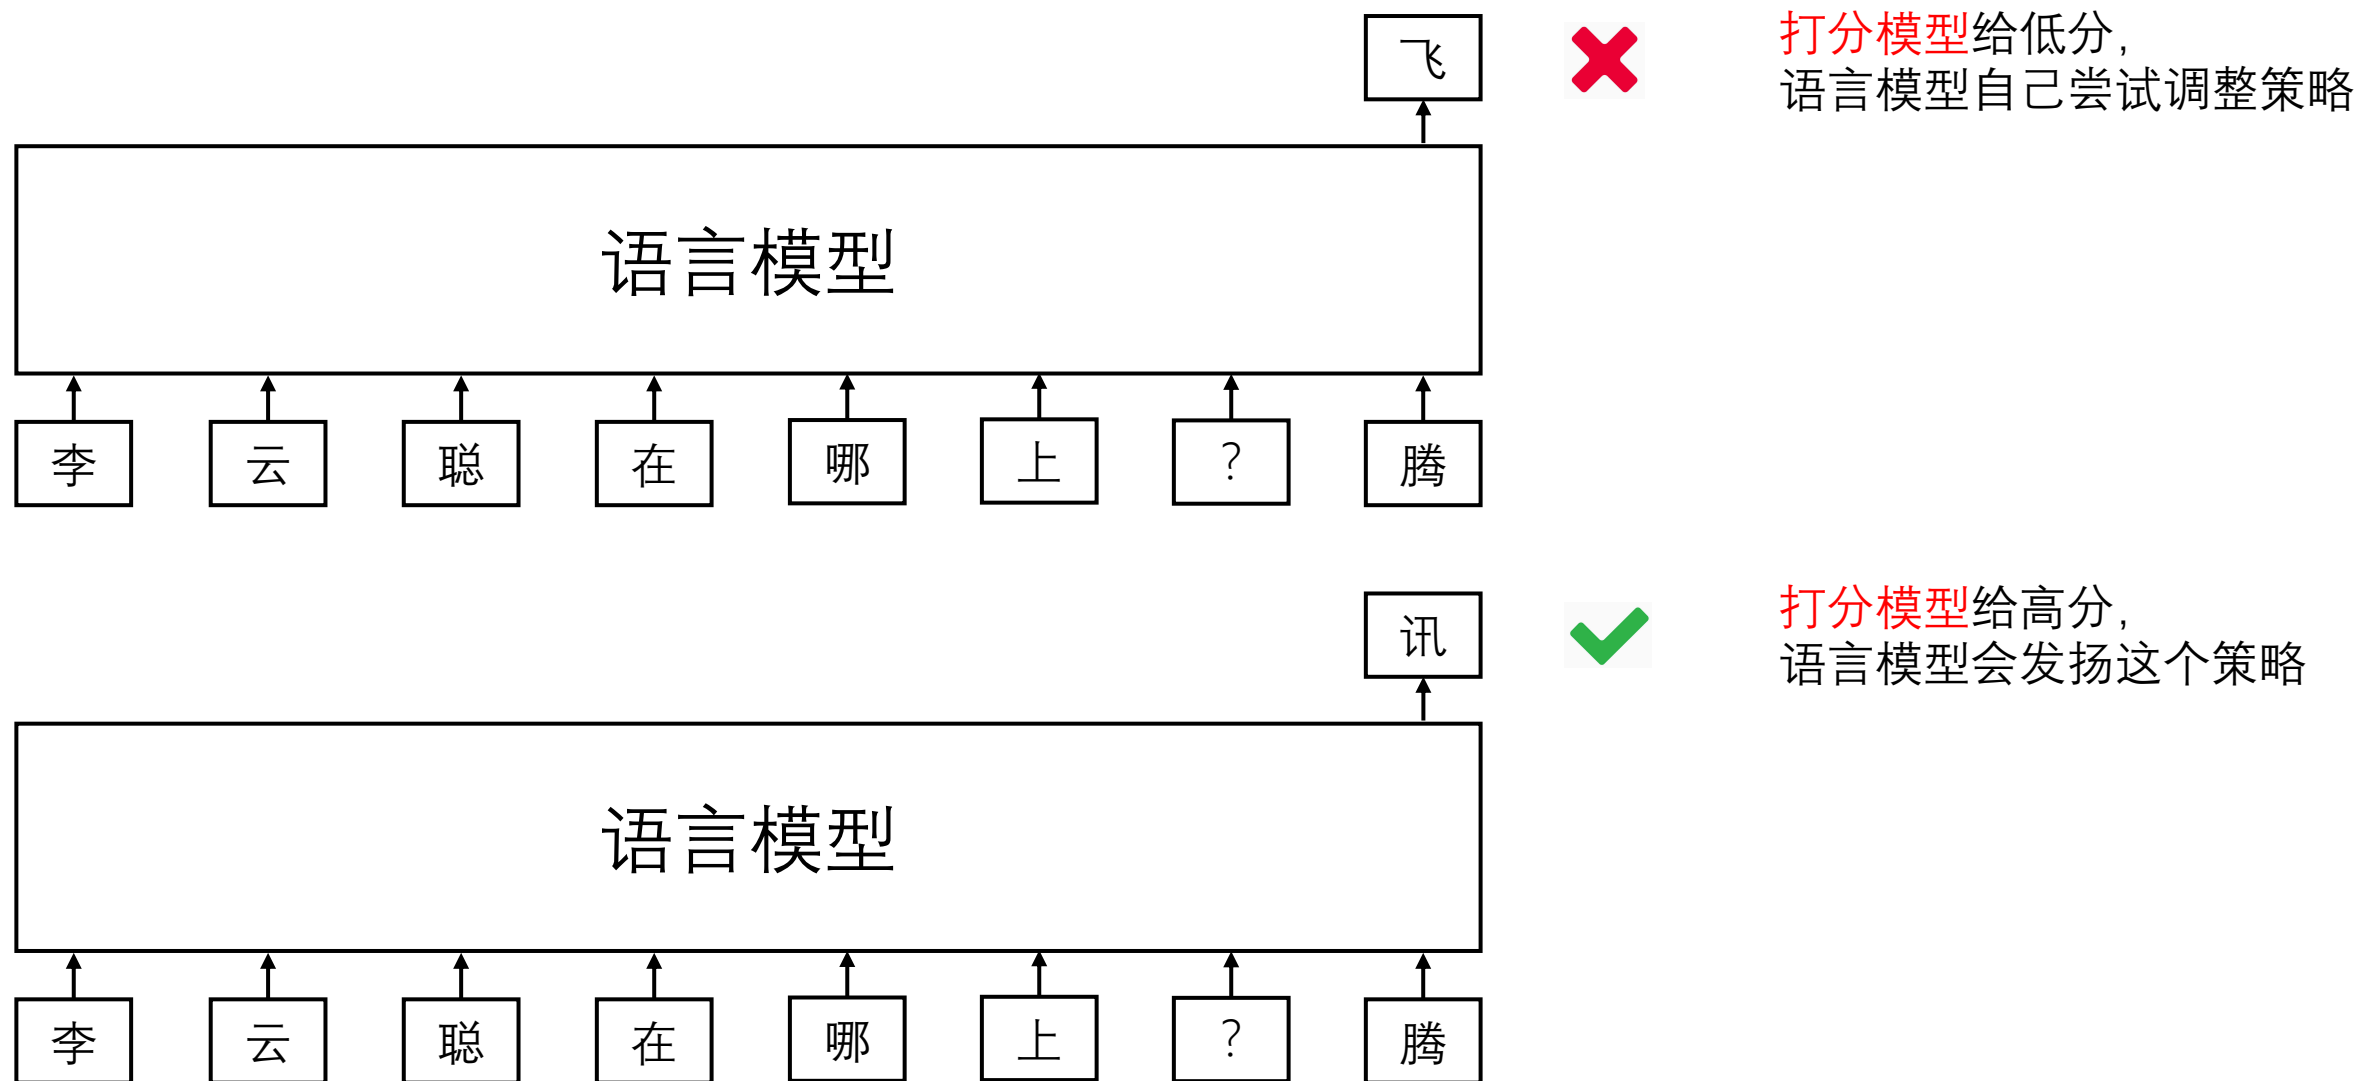 飞
打分模型给低分,
语言模型自己尝试调整策略
语言模型
李 云 聪 在 哪 上 ? 腾
讯
打分模型给高分,
语言模型会发扬这个策略
语言模型
李 云 聪 在 哪 上 ? 腾